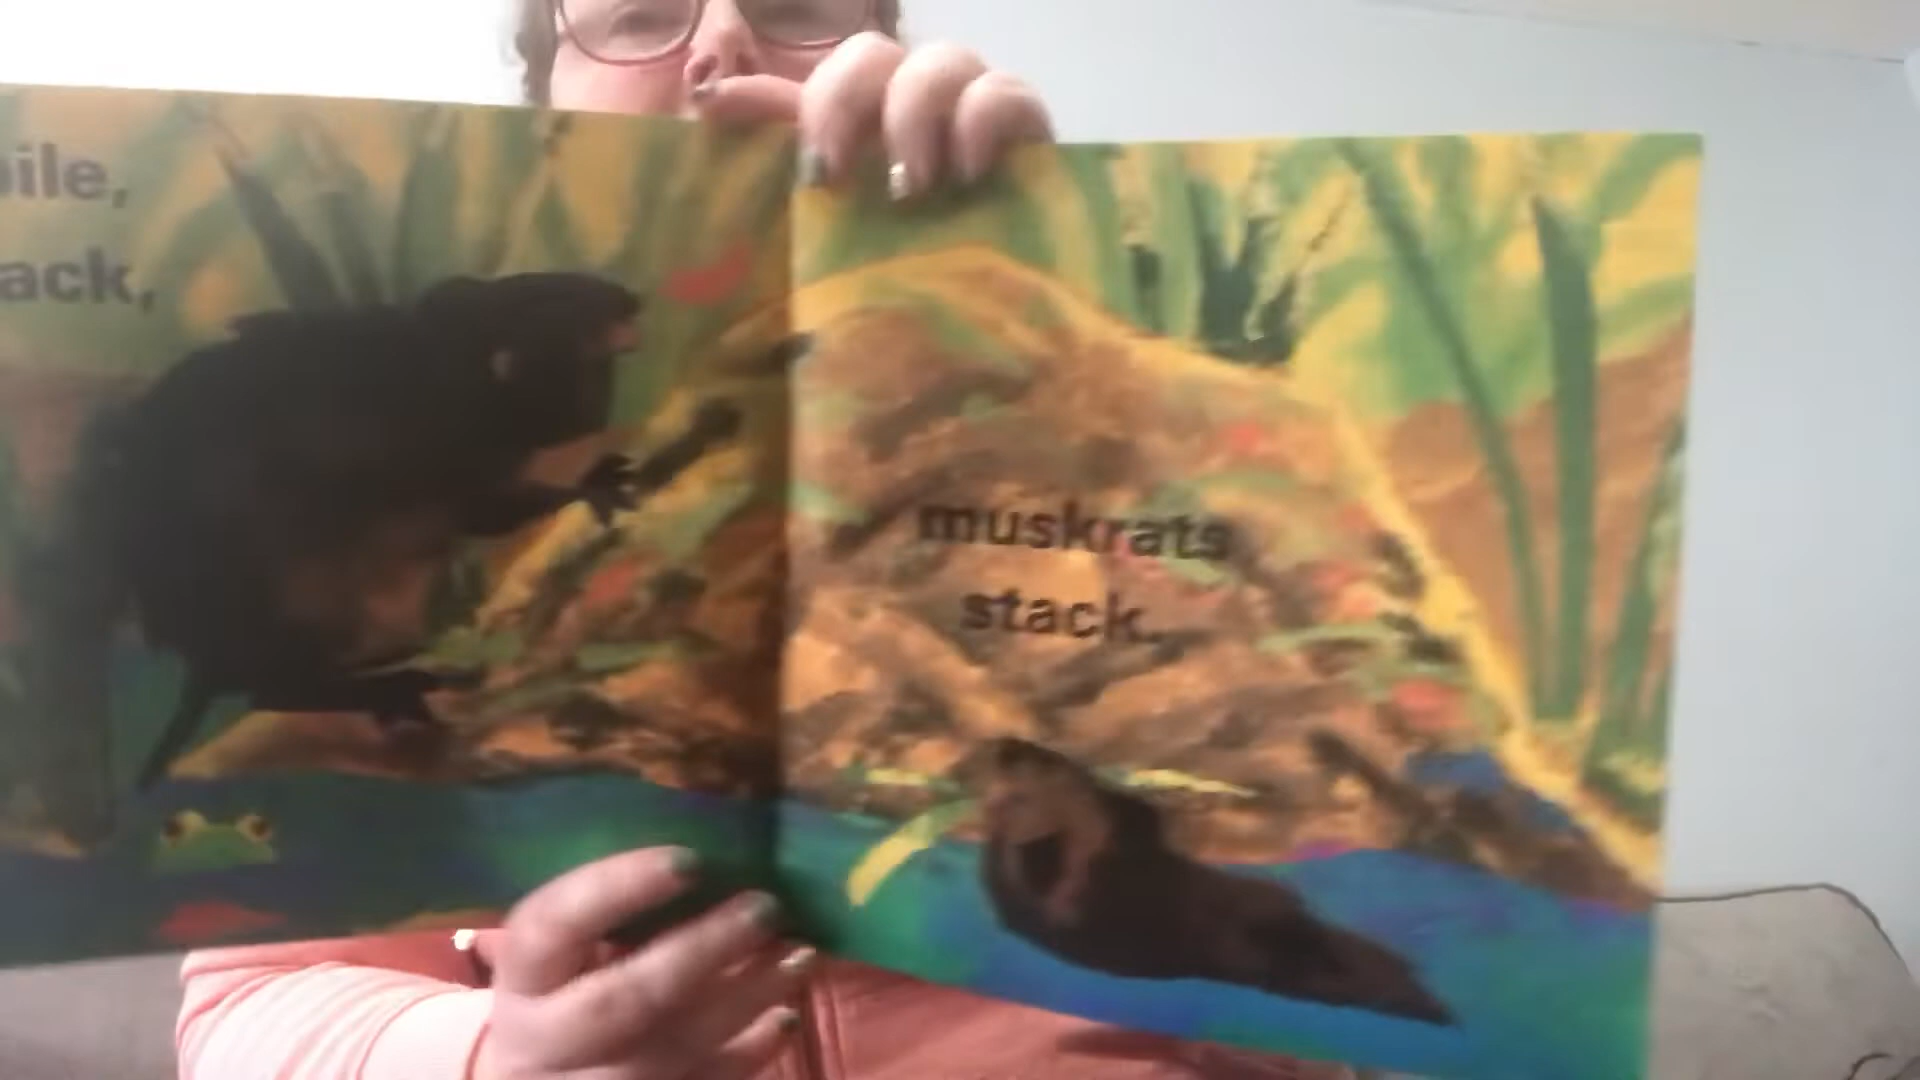 ile,
ack,
muskrats
stack.